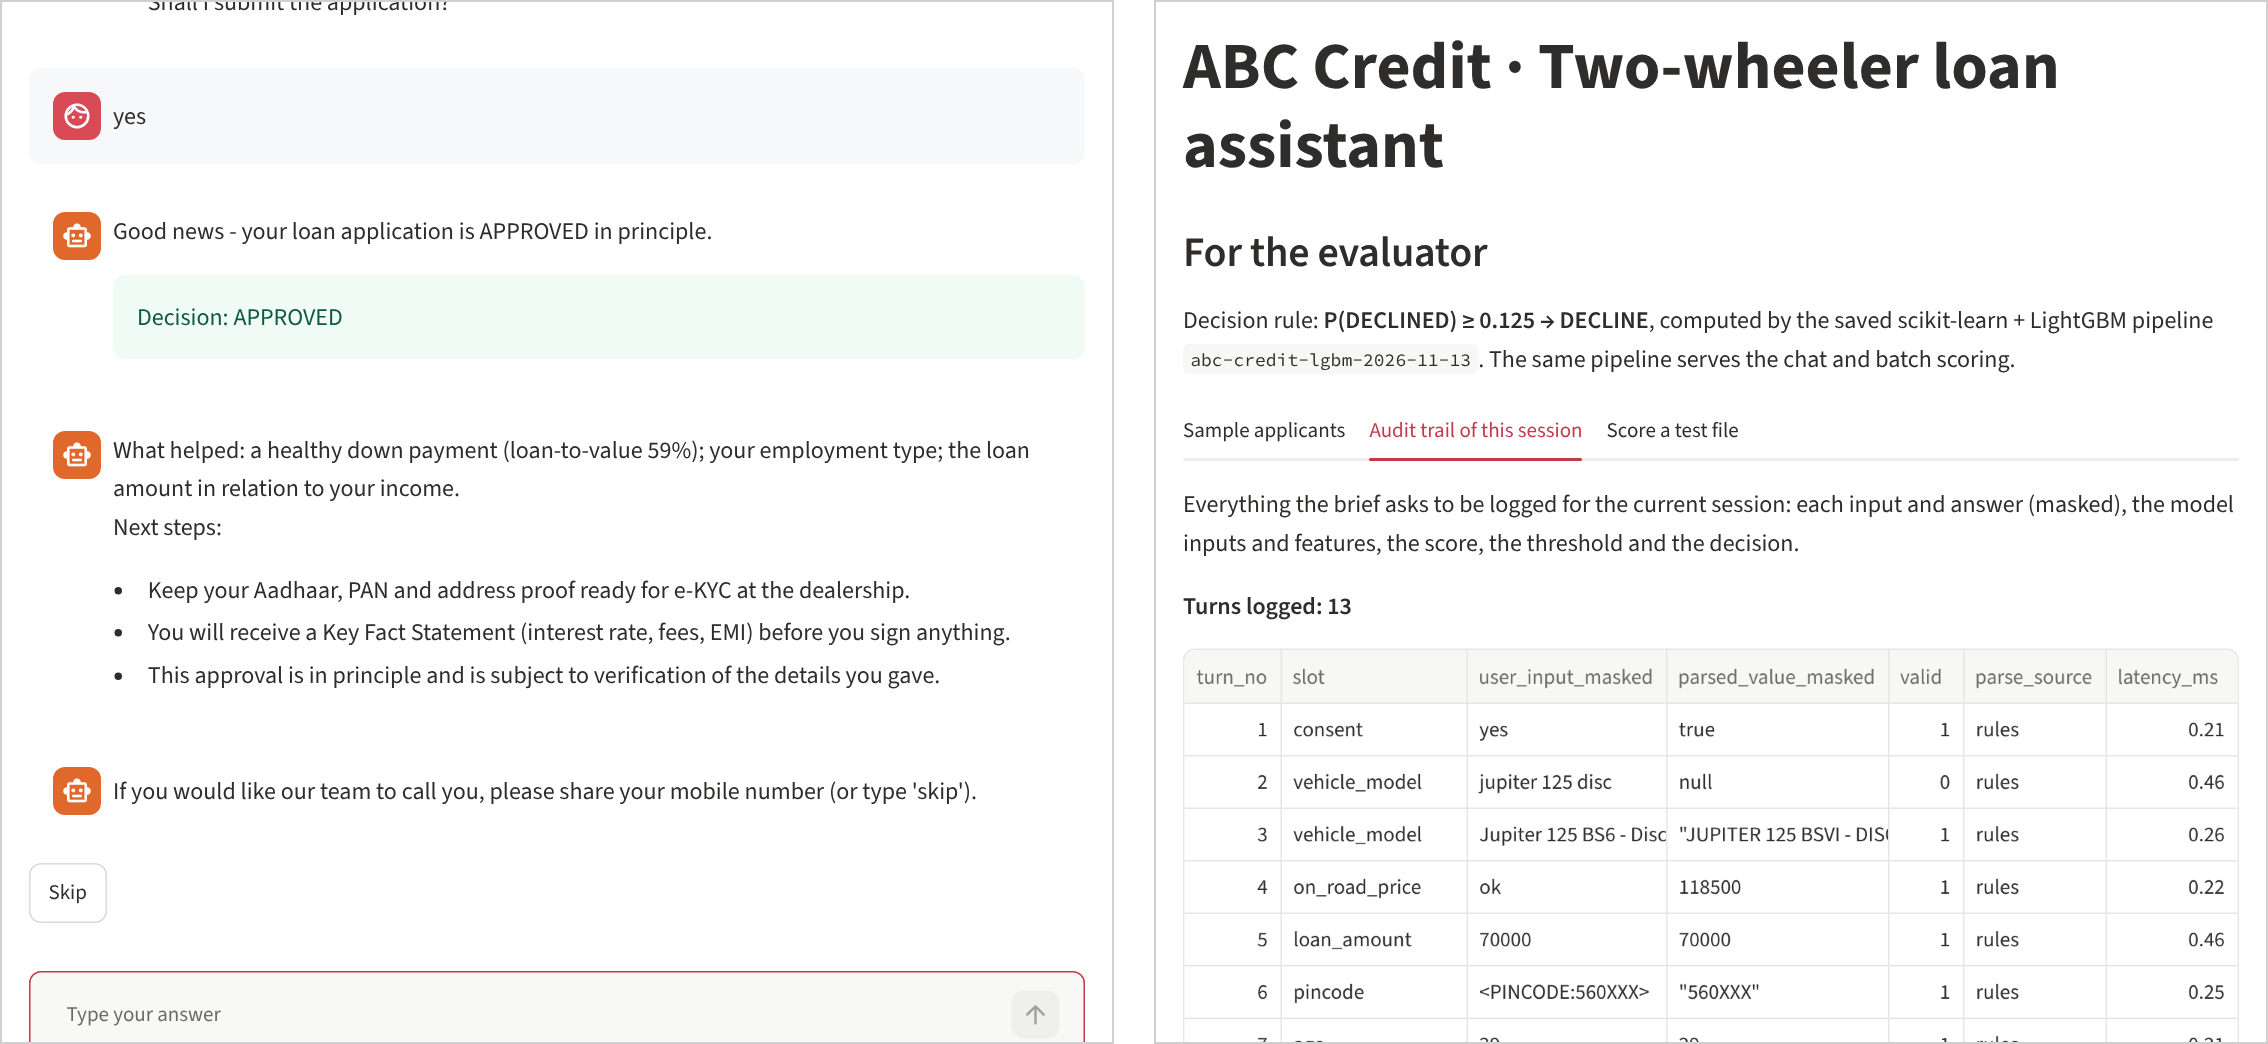 Shall I submit the application?
yes
Good news - your loan application is APPROVED in principle.
Decision: APPROVED
What helped: a healthy down payment (loan-to-value 59%); your employment type; the loan
amount in relation to your income.
Next steps:
• Keep your Aadhaar, PAN and address proof ready for e-KYC at the dealership.
• You will receive a Key Fact Statement (interest rate, fees, EMI) before you sign anything.
• This approval is in principle and is subject to verification of the details you gave.
If you would like our team to call you, please share your mobile number (or type 'skip').
Skip
Type your answer
ABC Credit · Two-wheeler loan
assistant
For the evaluator
Decision rule: P(DECLINED) ≥ 0.125 → DECLINE, computed by the saved scikit-learn + LightGBM pipeline
abc-credit-lgbm-2026-11-13. The same pipeline serves the chat and batch scoring.
Sample applicants Audit trail of this session Score a test file
Everything the brief asks to be logged for the current session: each input and answer (masked), the model
inputs and features, the score, the threshold and the decision.
Turns logged: 13
turn_no slot user_input_masked parsed_value_masked valid parse_source latency_ms
1 consent yes true 1 rules 0.21
2 vehicle_model jupiter 125 disc null 0 rules 0.46
3 vehicle_model Jupiter 125 BS6 - Disc "JUPITER 125 BSVI - DIS 1 rules 0.26
4 on_road_price ok 118500 1 rules 0.22
5 loan_amount 70000 70000 1 rules 0.46
6 pincode <PINCODE:560XXX> "560XXX" 1 rules 0.25